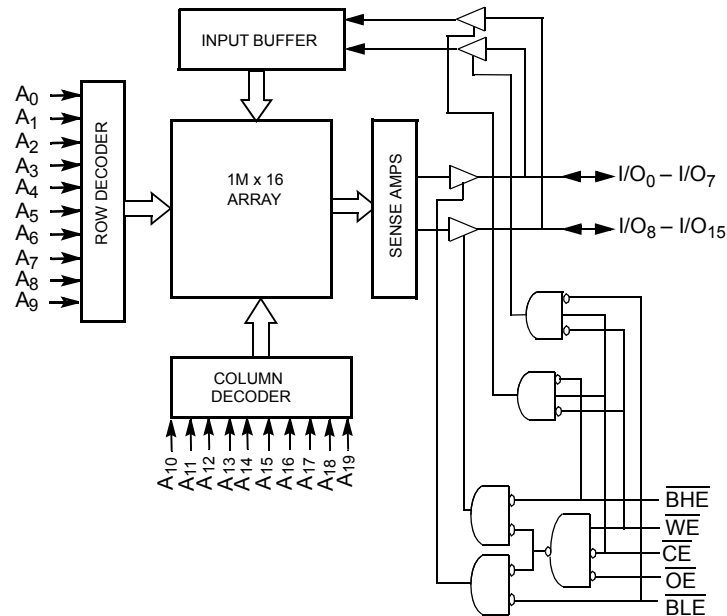 INPUT BUFFER
A0
A1
A2
A3
A4
A5
A6
A7
A8
A9
ROW DECODER
1M x 16
ARRAY
SENSE AMPS
I/O0 – I/O7
I/O8 – I/O15
COLUMN
DECODER
A10
A11
A12
A13
A14
A15
A16
A17
A18
A19
BHE
WE
CE
OE
BLE